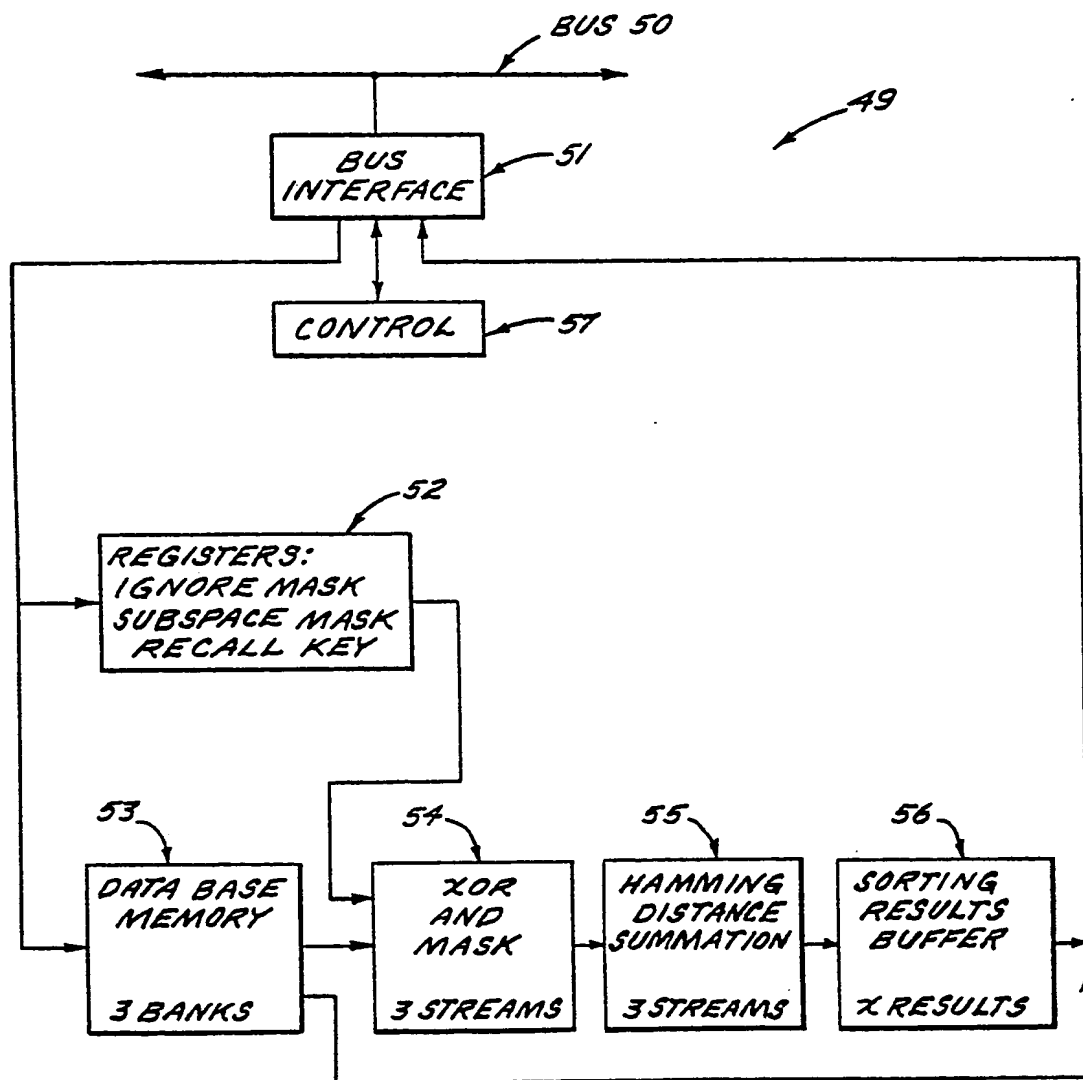 BUS 50
49
BUS
INTERFACE
51
CONTROL
57
52
REGISTERS:
IGNORE MASK
SUBSPACE MASK
RECALL KEY
53
DATA BASE
MEMORY
3 BANKS
54
XOR
AND
MASK
3 STREAMS
55
HAMMING
DISTANCE
SUMMATION
3 STREAMS
56
SORTING
RESULTS
BUFFER
X RESULTS